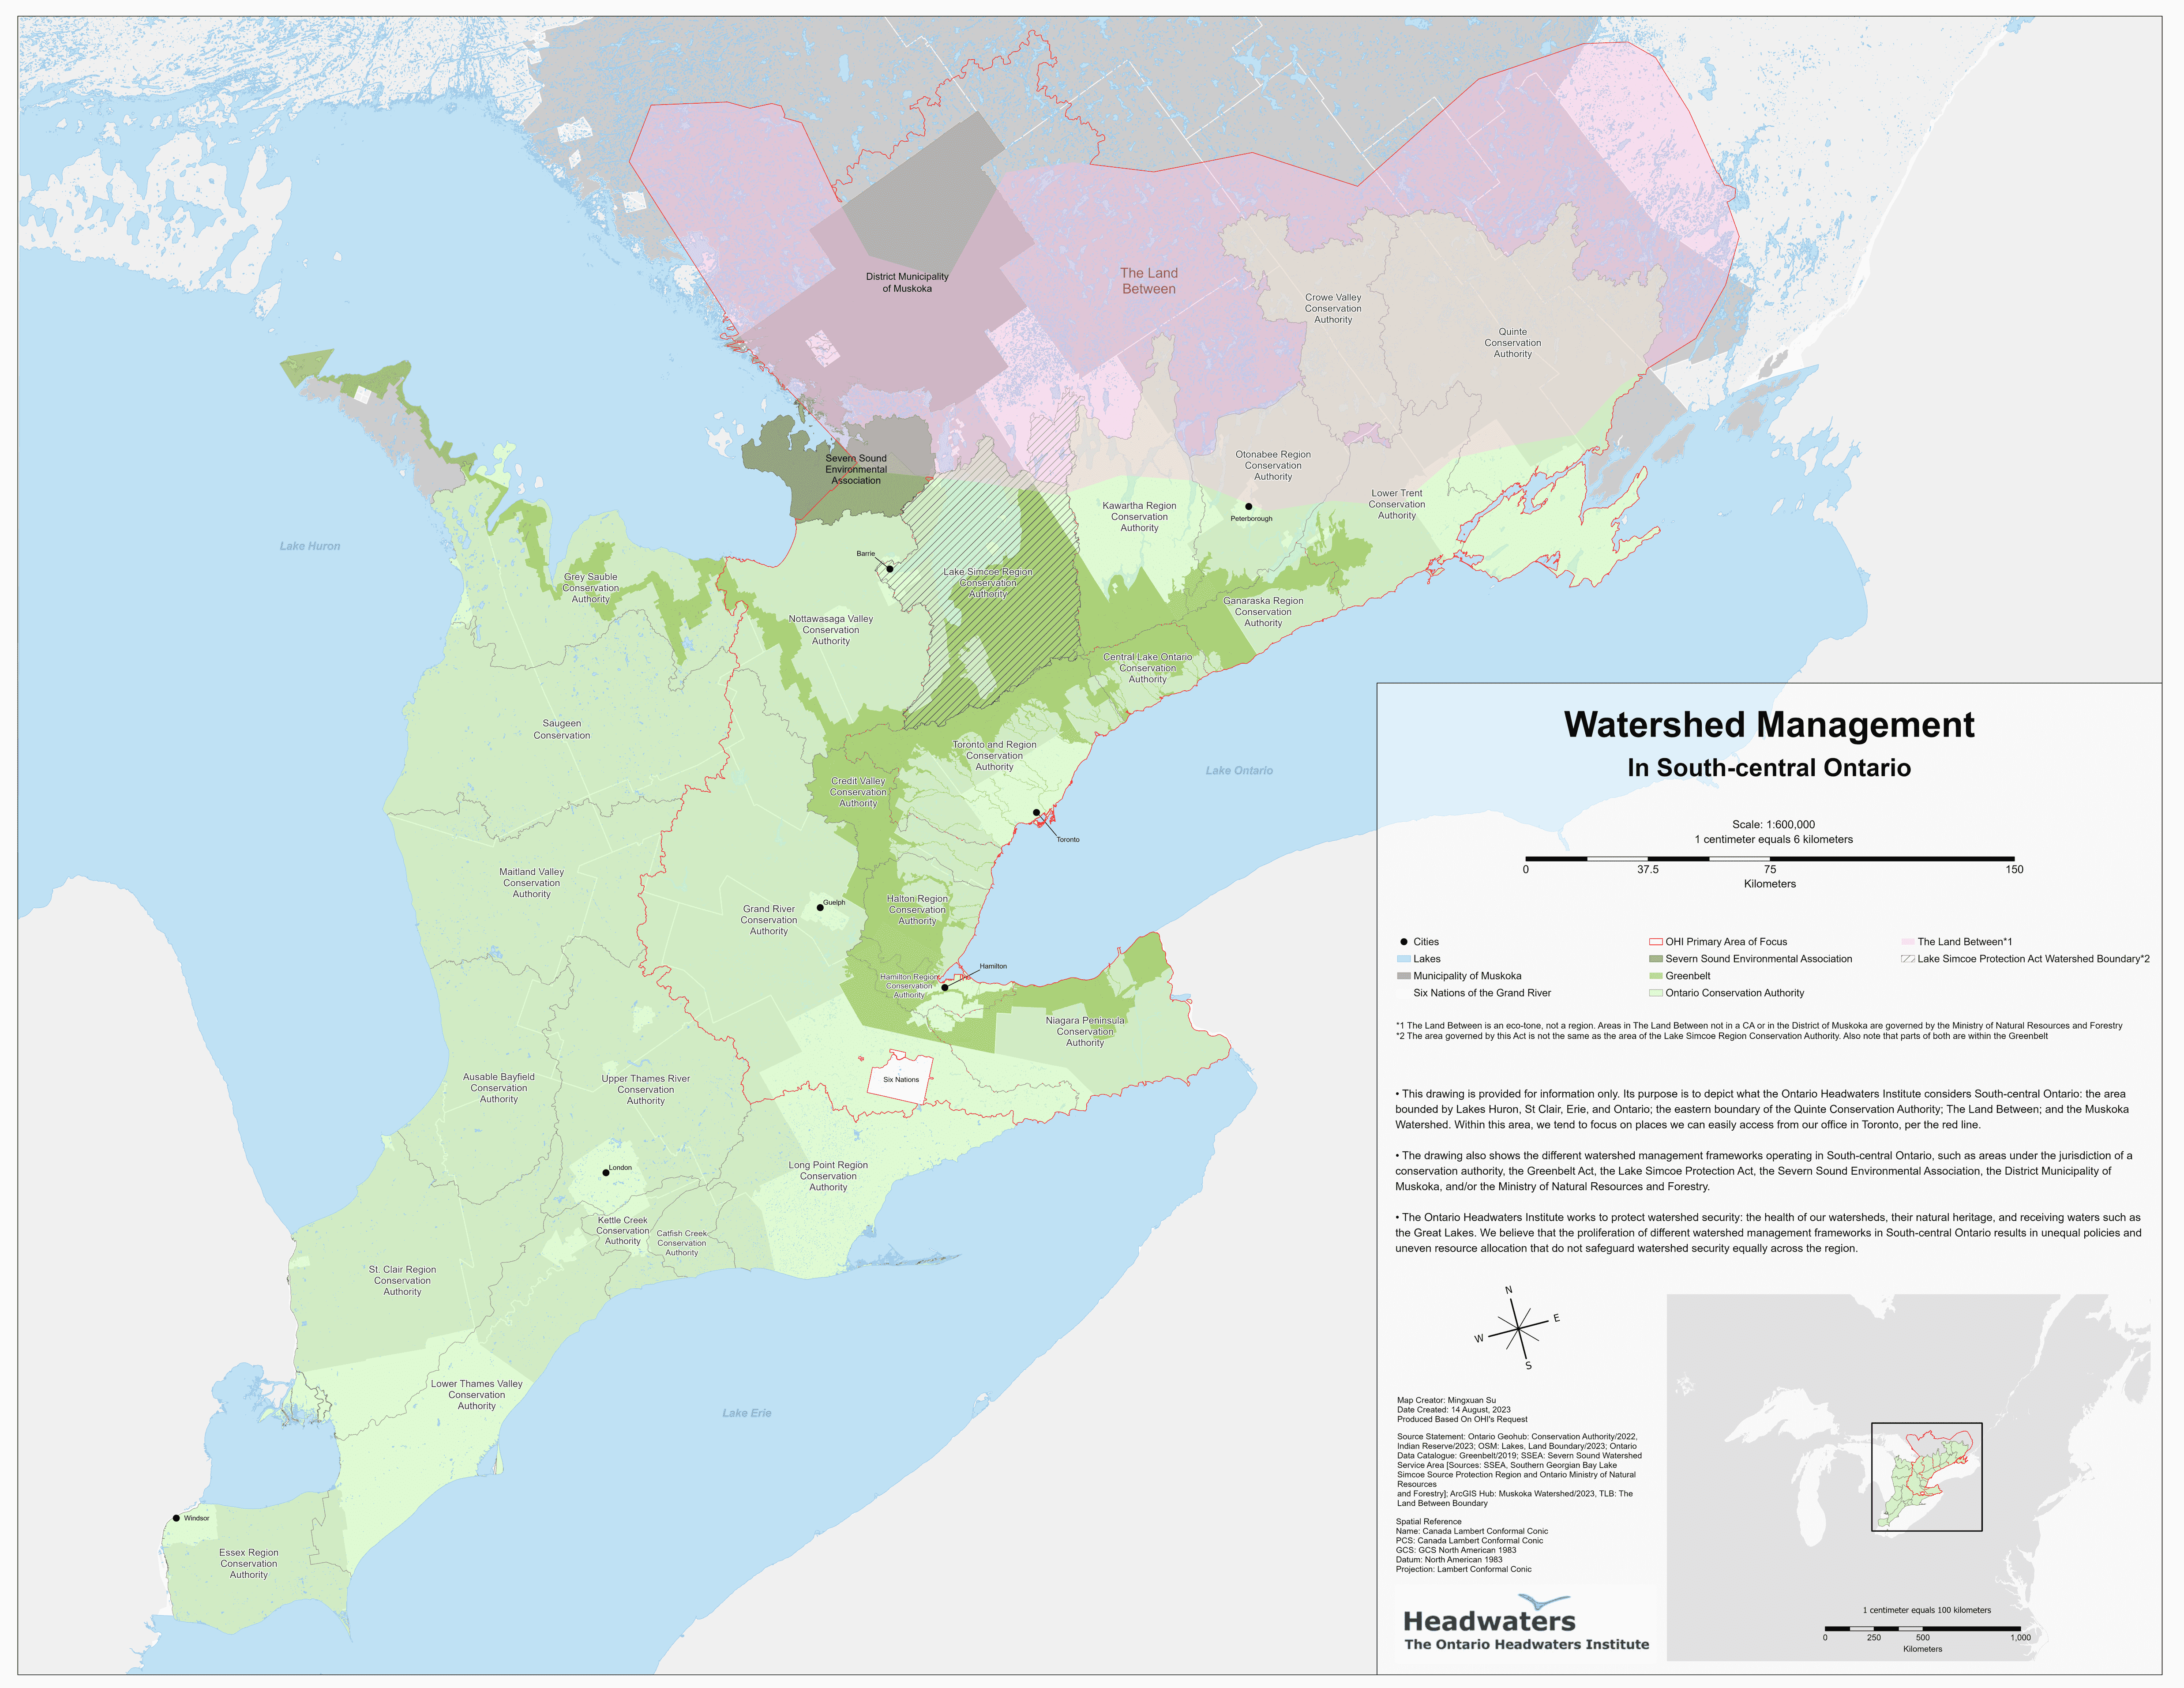 District Municipality
of Muskoka
The Land
Between
Crowe Valley
Conservation
Authority
Quinte
Conservation
Authority
Severn Sound
Environmental
Association
Otonabee Region
Conservation
Authority
Lower Trent
Conservation
Authority
Kawartha Region
Conservation
Authority
Peterborough
Lake Huron
Barrie
Lake Simcoe Region
Conservation
Authority
Grey Sauble
Conservation
Authority
Nottawasaga Valley
Conservation
Authority
Ganaraska Region
Conservation
Authority
Central Lake Ontario
Conservation
Authority
Saugeen
Conservation
Toronto and Region
Conservation
Authority
Credit Valley
Conservation
Authority
Lake Ontario
Toronto
Maitland Valley
Conservation
Authority
Guelph
Grand River
Conservation
Authority
Halton Region
Conservation
Authority
Hamilton
Hamilton Region
Conservation
Authority
Niagara Peninsula
Conservation
Authority
Six Nations
Ausable Bayfield
Conservation
Authority
Upper Thames River
Conservation
Authority
London
Long Point Region
Conservation
Authority
Kettle Creek
Conservation
Authority
Catfish Creek
Conservation
Authority
St. Clair Region
Conservation
Authority
Lower Thames Valley
Conservation
Authority
Lake Erie
Windsor
Essex Region
Conservation
Authority
Watershed Management
In South-central Ontario
Scale: 1:600,000
1 centimeter equals 6 kilometers
0 37.5 75 150
Kilometers
Cities
Lakes
Municipality of Muskoka
Six Nations of the Grand River
OHI Primary Area of Focus
Severn Sound Environmental Association
Greenbelt
Ontario Conservation Authority
The Land Between*1
Lake Simcoe Protection Act Watershed Boundary*2
*1 The Land Between is an eco-tone, not a region. Areas in The Land Between not in a CA or in the District of Muskoka are governed by the Ministry of Natural Resources and Forestry
*2 The area governed by this Act is not the same as the area of the Lake Simcoe Region Conservation Authority. Also note that parts of both are within the Greenbelt
• This drawing is provided for information only. Its purpose is to depict what the Ontario Headwaters Institute considers South-central Ontario: the area
bounded by Lakes Huron, St Clair, Erie, and Ontario; the eastern boundary of the Quinte Conservation Authority; The Land Between; and the Muskoka
Watershed. Within this area, we tend to focus on places we can easily access from our office in Toronto, per the red line.
• The drawing also shows the different watershed management frameworks operating in South-central Ontario, such as areas under the jurisdiction of a
conservation authority, the Greenbelt Act, the Lake Simcoe Protection Act, the Severn Sound Environmental Association, the District Municipality of
Muskoka, and/or the Ministry of Natural Resources and Forestry.
• The Ontario Headwaters Institute works to protect watershed security: the health of our watersheds, their natural heritage, and receiving waters such as
the Great Lakes. We believe that the proliferation of different watershed management frameworks in South-central Ontario results in unequal policies and
uneven resource allocation that do not safeguard watershed security equally across the region.
N
E
W
S
Map Creator: Mingxuan Su
Date Created: 14 August, 2023
Produced Based On OHI's Request
Source Statement: Ontario Geohub: Conservation Authority/2022,
Indian Reserve/2023; OSM: Lakes, Land Boundary/2023; Ontario
Data Catalogue: Greenbelt/2019; SSEA: Severn Sound Watershed
Service Area [Sources: SSEA, Southern Georgian Bay Lake
Simcoe Source Protection Region and Ontario Ministry of Natural
Resources
and Forestry]; ArcGIS Hub: Muskoka Watershed/2023, TLB: The
Land Between Boundary
Spatial Reference
Name: Canada Lambert Conformal Conic
PCS: Canada Lambert Conformal Conic
GCS: GCS North American 1983
Datum: North American 1983
Projection: Lambert Conformal Conic
Headwaters
The Ontario Headwaters Institute
1 centimeter equals 100 kilometers
0 250 500 1,000
Kilometers